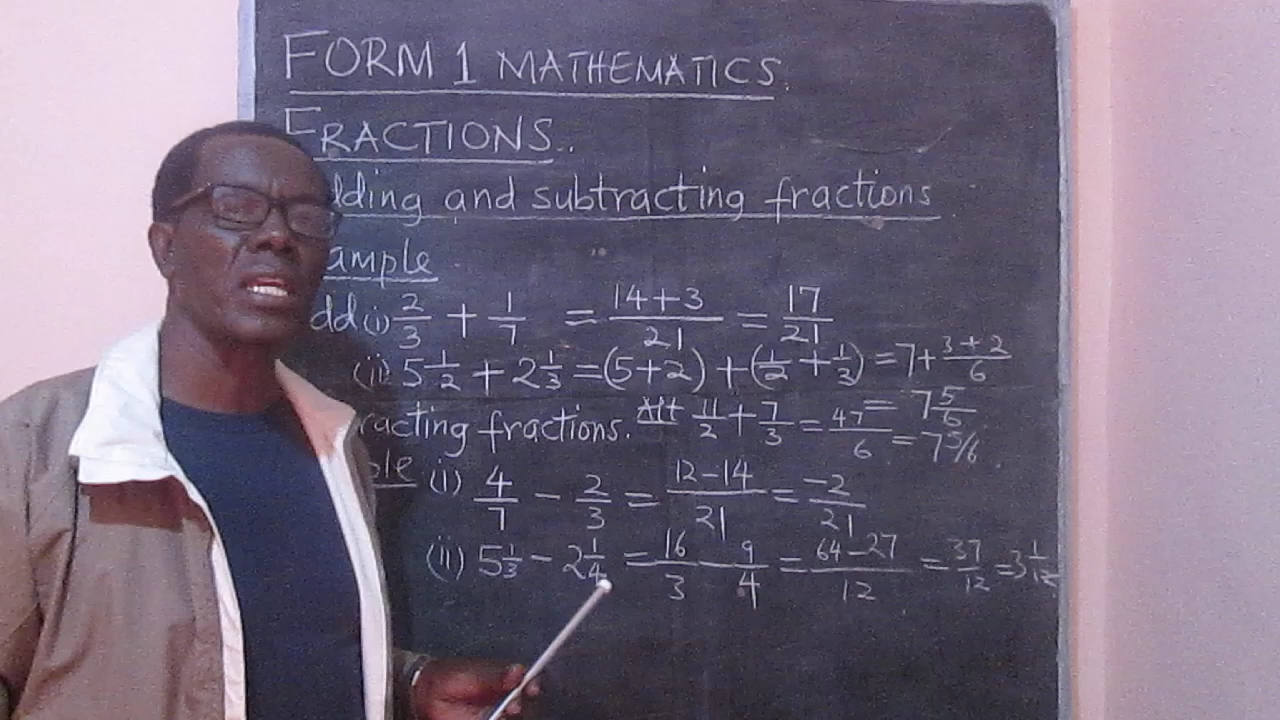 FORM 1 MATHEMATICS.
FRACTIONS..
dding and subtracting fractions
ample
dd (i) 2/3 + 1/7 = 14+3/21 = 17/21
(ii) 5 1/2 + 2 1/3 = (5+2) + (1/2 + 1/3) = 7 + 3+2/6
= 7 5/6
racting fractions. Alt 11/2 + 7/3 = 47/6 = 7 5/6
ple (i) 4/7 - 2/3 = 12-14/21 = -2/21
(ii) 5 1/3 - 2 1/4 = 16/3 - 9/4 = 64-27/12 = 37/12 = 3 1/12